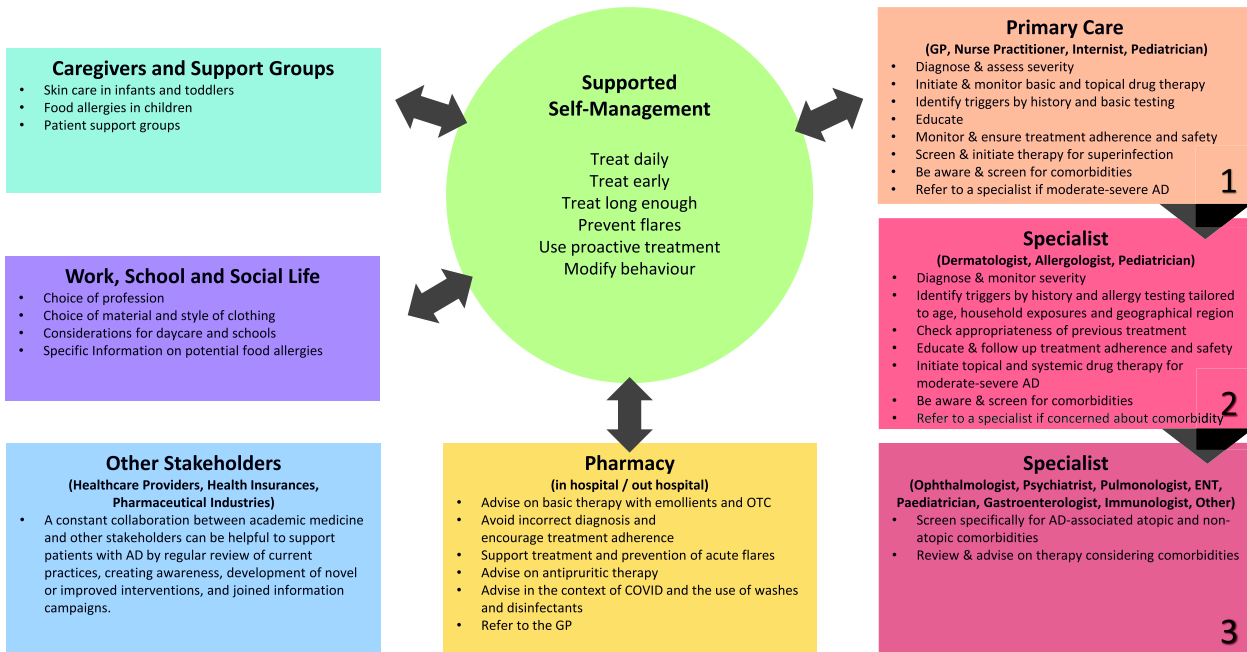 Caregivers and Support Groups
• Skin care in infants and toddlers
• Food allergies in children
• Patient support groups
Work, School and Social Life
• Choice of profession
• Choice of material and style of clothing
• Considerations for daycare and schools
• Specific Information on potential food allergies
Other Stakeholders
(Healthcare Providers, Health Insurances,
Pharmaceutical Industries)
• A constant collaboration between academic medicine
and other stakeholders can be helpful to support
patients with AD by regular review of current
practices, creating awareness, development of novel
or improved interventions, and joined information
campaigns.
Supported
Self-Management
Treat daily
Treat early
Treat long enough
Prevent flares
Use proactive treatment
Modify behaviour
Pharmacy
(in hospital / out hospital)
• Advise on basic therapy with emollients and OTC
• Avoid incorrect diagnosis and
encourage treatment adherence
• Support treatment and prevention of acute flares
• Advise on antipruritic therapy
• Advise in the context of COVID and the use of washes
and disinfectants
• Refer to the GP
Primary Care
(GP, Nurse Practitioner, Internist, Pediatrician)
• Diagnose & assess severity
• Initiate & monitor basic and topical drug therapy
• Identify triggers by history and basic testing
• Educate
• Monitor & ensure treatment adherence and safety
• Screen & initiate therapy for superinfection
• Be aware & screen for comorbidities
• Refer to a specialist if moderate-severe AD
1
Specialist
(Dermatologist, Allergologist, Pediatrician)
• Diagnose & monitor severity
• Identify triggers by history and allergy testing tailored
to age, household exposures and geographical region
• Check appropriateness of previous treatment
• Educate & follow up treatment adherence and safety
• Initiate topical and systemic drug therapy for
moderate-severe AD
• Be aware & screen for comorbidities
• Refer to a specialist if concerned about comorbidity
2
Specialist
(Ophthalmologist, Psychiatrist, Pulmonologist, ENT,
Paediatrician, Gastroenterologist, Immunologist, Other)
• Screen specifically for AD-associated atopic and non-
atopic comorbidities
• Review & advise on therapy considering comorbidities
3